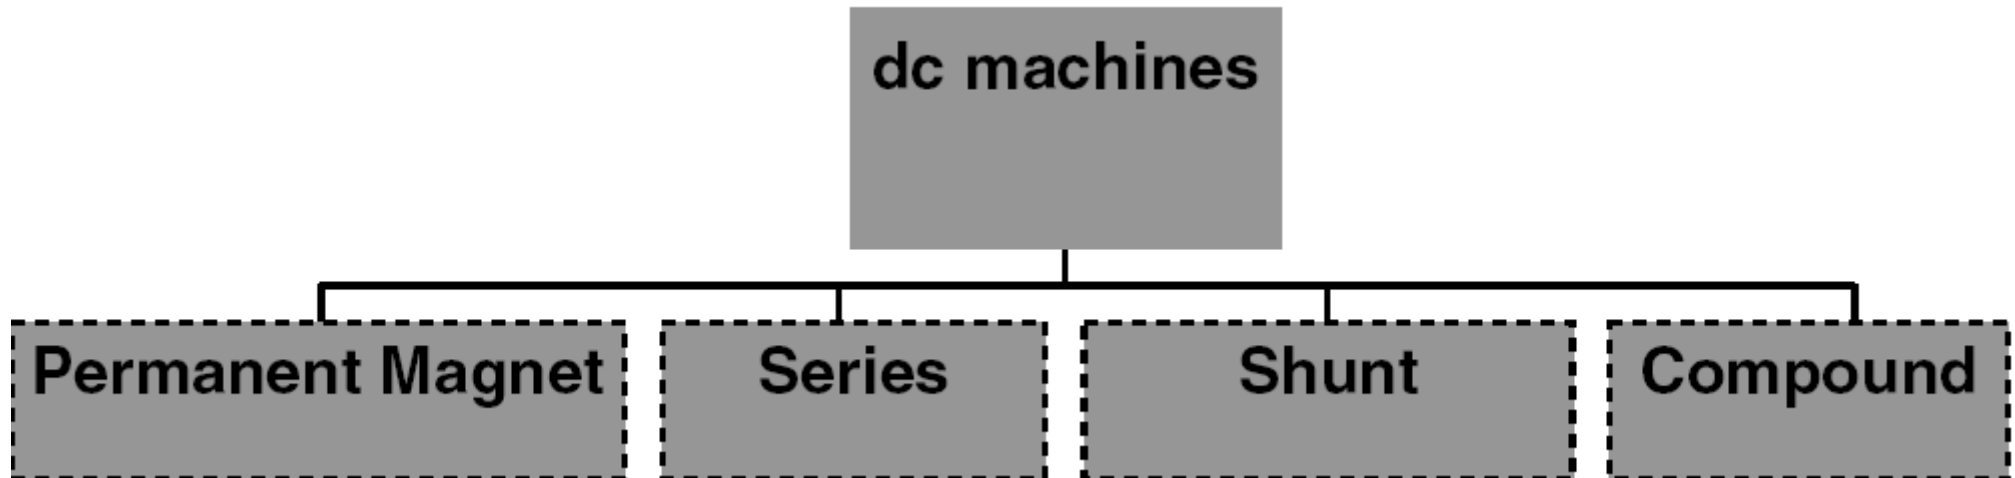 dc machines
Permanent Magnet
Series
Shunt
Compound